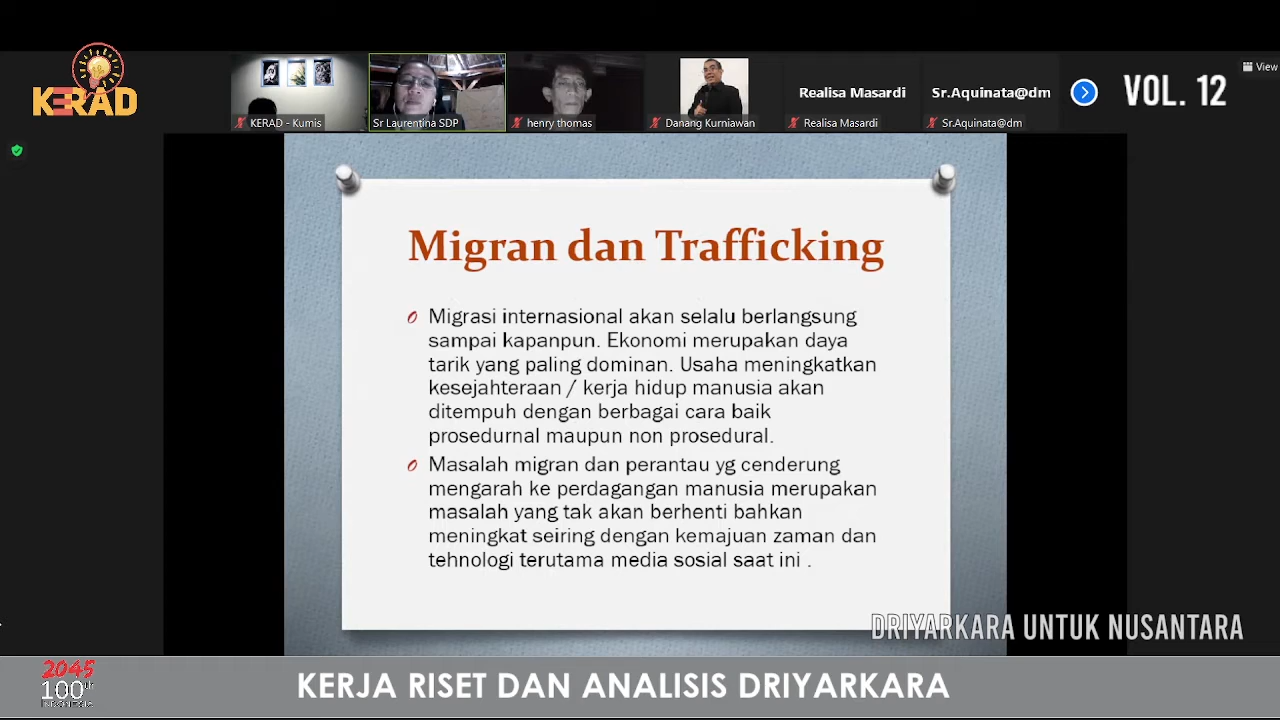 KERAD
KERAD - Kumis
Sr Laurentina SDP
henry thomas
Danang Kurniawan
Realisa Masardi
Realisa Masardi
Sr.Aquinata@dm
Sr.Aquinata@dm
View
VOL. 12
Migran dan Trafficking
Migrasi internasional akan selalu berlangsung
sampai kapanpun. Ekonomi merupakan daya
tarik yang paling dominan. Usaha meningkatkan
kesejahteraan / kerja hidup manusia akan
ditempuh dengan berbagai cara baik
prosedurnal maupun non prosedural.
Masalah migran dan perantau yg cenderung
mengarah ke perdagangan manusia merupakan
masalah yang tak akan berhenti bahkan
meningkat seiring dengan kemajuan zaman dan
tehnologi terutama media sosial saat ini .
DRIYARKARA UNTUK NUSANTARA
2045
100th
INDONESIA
KERJA RISET DAN ANALISIS DRIYARKARA